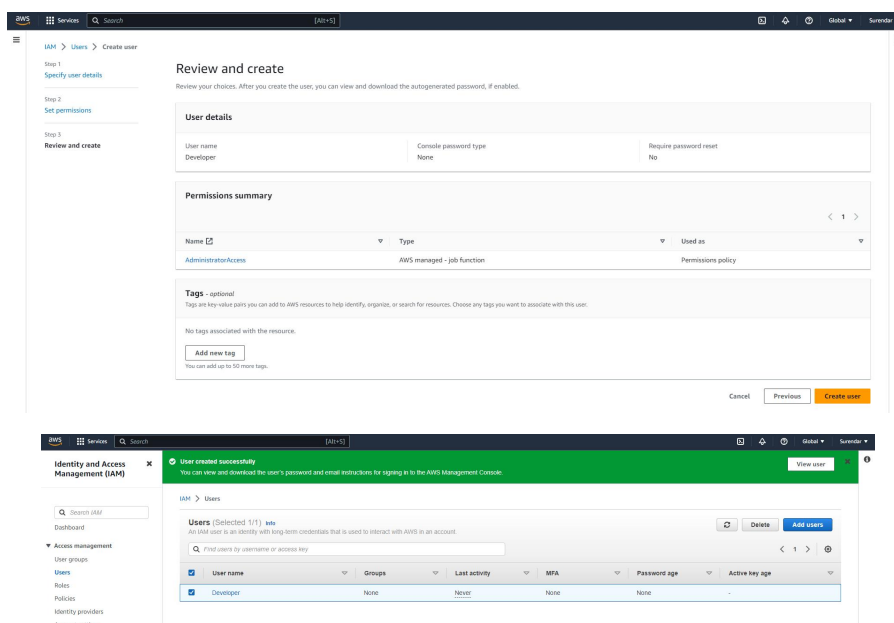 aws Services Search [Alt+S] Global Surendar
IAM > Users > Create user
Step 1
Specify user details
Step 2
Set permissions
Step 3
Review and create
Review and create
Review your choices. After you create the user, you can view and download the autogenerated password, if enabled.
User details
User name Console password type Require password reset
Developer None No
Permissions summary
< 1 >
Name Type Used as
AdministratorAccess AWS managed - job function Permissions policy
Tags - optional
Tags are key-value pairs you can add to AWS resources to help identify, organize, or search for resources. Choose any tags you want to associate with this user.
No tags associated with the resource.
Add new tag
You can add up to 50 more tags.
Cancel Previous Create user
aws Services Search [Alt+S] Global Surendar
Identity and Access Management (IAM)
Search IAM
Dashboard
Access management
User groups
Users
Roles
Policies
Identity providers
User created successfully
You can view and download the user's password and email instructions for signing in to the AWS Management Console.
View user
IAM > Users
Users (Selected 1/1) Info
An IAM user is an identity with long-term credentials that is used to interact with AWS in an account.
Delete Add users
Find users by username or access key
< 1 >
User name Groups Last activity MFA Password age Active key age
Developer None Never None None -